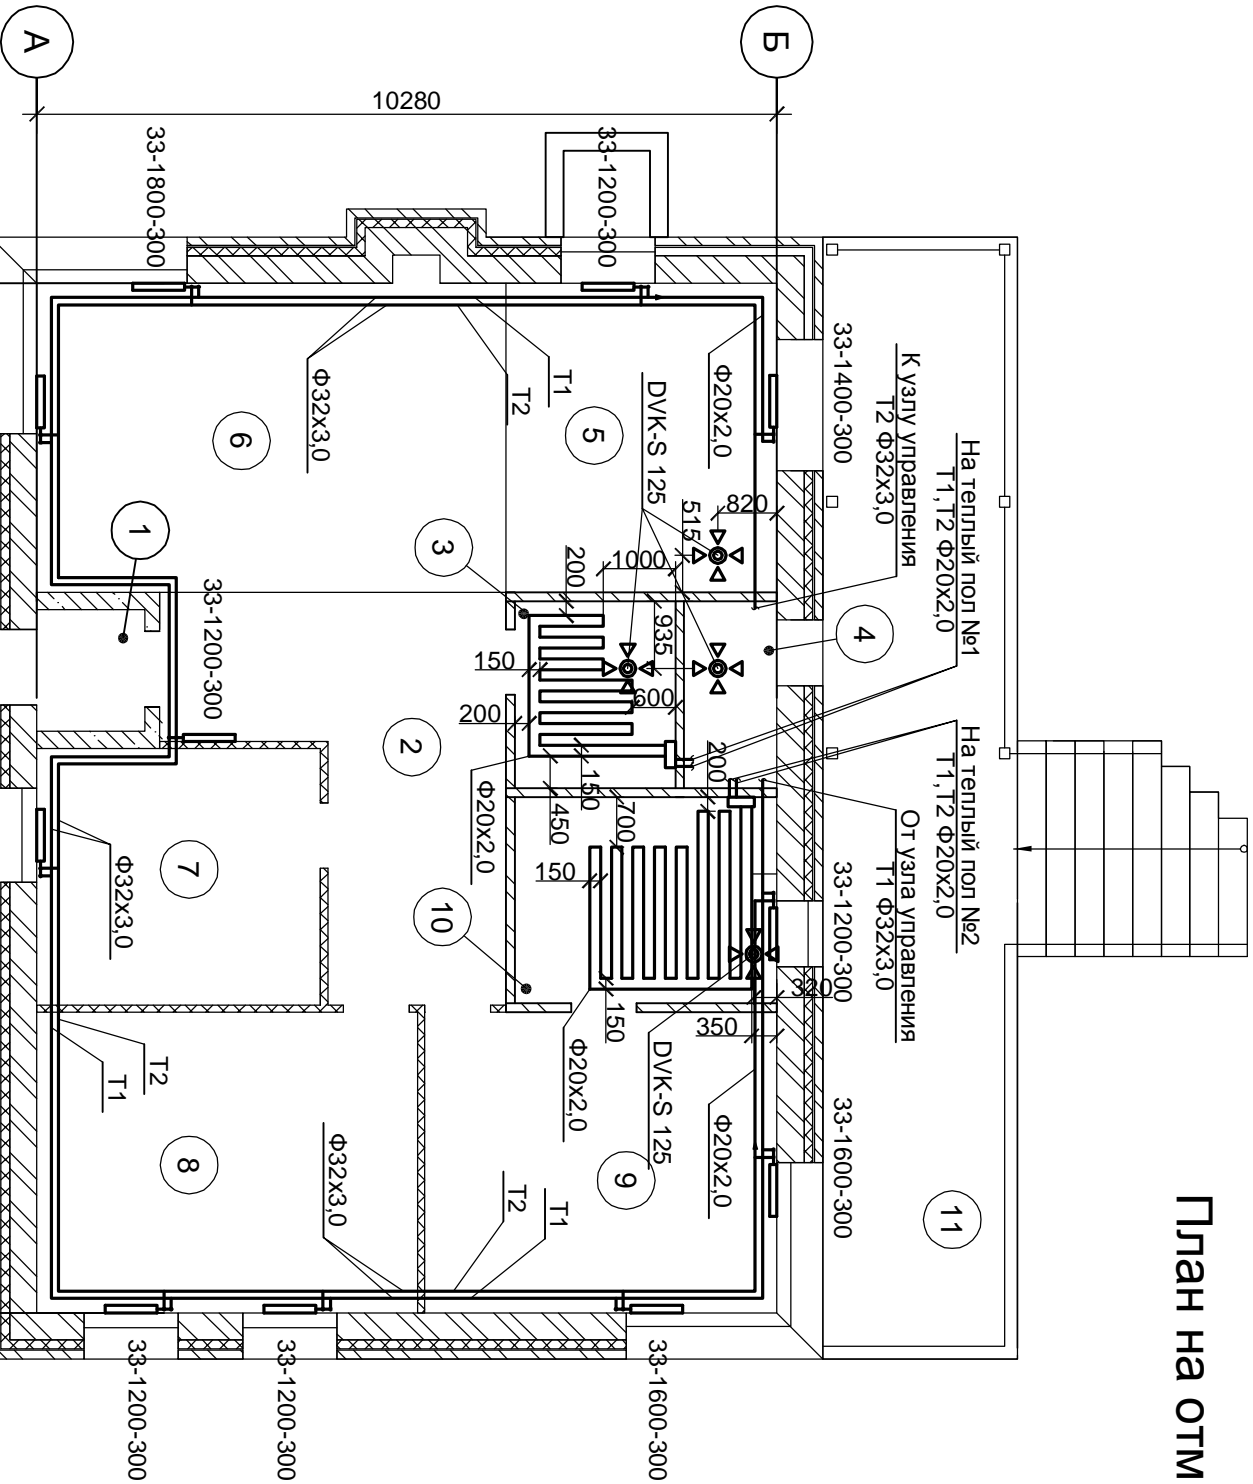 План на отм
А
Б
10280
33-1800-300
33-1200-300
33-1400-300
К узлу управления
Т2 Ф32х3,0
На теплый пол №1
Т1,Т2 Ф20х2,0
На теплый пол №2
Т1,Т2 Ф20х2,0
От узла управления
Т1 Ф32х3,0
33-1200-300
33-1600-300
33-1600-300
33-1200-300
33-1200-300
33-1200-300
Ф20х2,0
DVK-S 125
Т1
Т2
Ф32х3,0
820
515
1000
200
935
600
150
200
150
450
200
700
150
150
320
350
Ф20х2,0
Ф20х2,0
DVK-S 125
Ф20х2,0
Т1
Т2
Ф32х3,0
Ф32х3,0
Т2
Т1
1
2
3
4
5
6
7
8
9
10
11